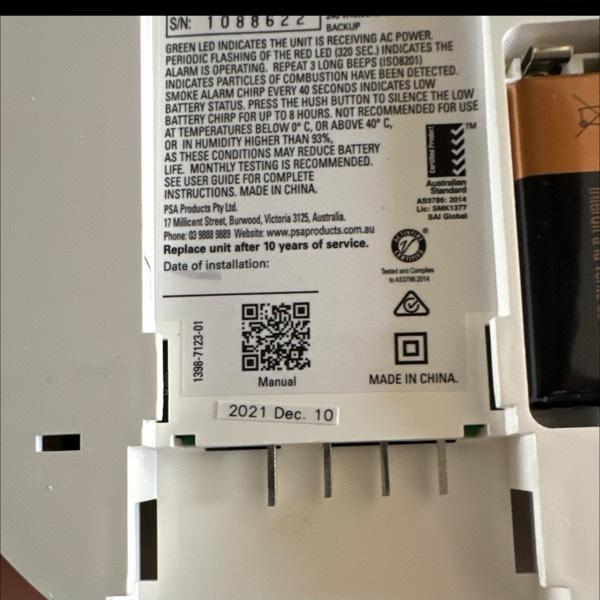 S/N: 1088622
BACKUP
GREEN LED INDICATES THE UNIT IS RECEIVING AC POWER.
PERIODIC FLASHING OF THE RED LED (320 SEC.) INDICATES THE
ALARM IS OPERATING. REPEAT 3 LONG BEEPS (ISO8201)
INDICATES PARTICLES OF COMBUSTION HAVE BEEN DETECTED.
SMOKE ALARM CHIRP EVERY 40 SECONDS INDICATES LOW
BATTERY STATUS. PRESS THE HUSH BUTTON TO SILENCE THE LOW
BATTERY CHIRP FOR UP TO 8 HOURS. NOT RECOMMENDED FOR USE
AT TEMPERATURES BELOW 0° C, OR ABOVE 40° C,
OR IN HUMIDITY HIGHER THAN 93%,
AS THESE CONDITIONS MAY REDUCE BATTERY
LIFE. MONTHLY TESTING IS RECOMMENDED.
SEE USER GUIDE FOR COMPLETE
INSTRUCTIONS. MADE IN CHINA.
Certified Product
TM
Australian
Standard
AS3786: 2014
Lic: SMK1377
SAI Global
PSA Products Pty Ltd.
17 Millicent Street, Burwood, Victoria 3125, Australia.
Phone: 03 9888 9889 Website: www.psaproducts.com.au
Replace unit after 10 years of service.
Date of installation:
ACTIVFIRE
CERTIFIED
®
Tested and Complies
to AS3786:2014
1398-7123-01
Manual
MADE IN CHINA.
2021 Dec. 10